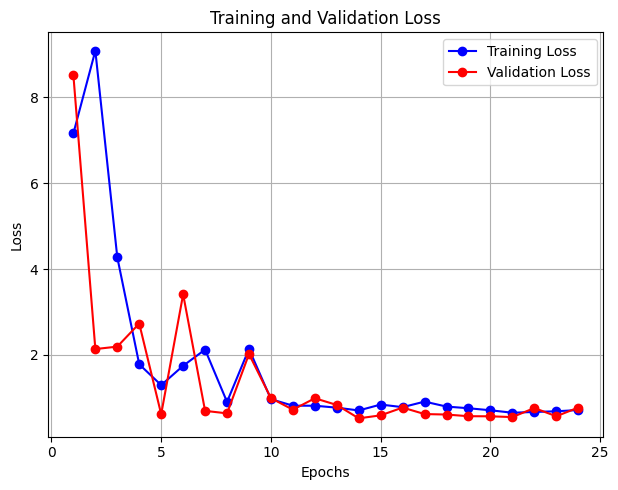 Training and Validation Loss
Training Loss
Validation Loss
8
6
4
2
Loss
0 5 10 15 20 25
Epochs